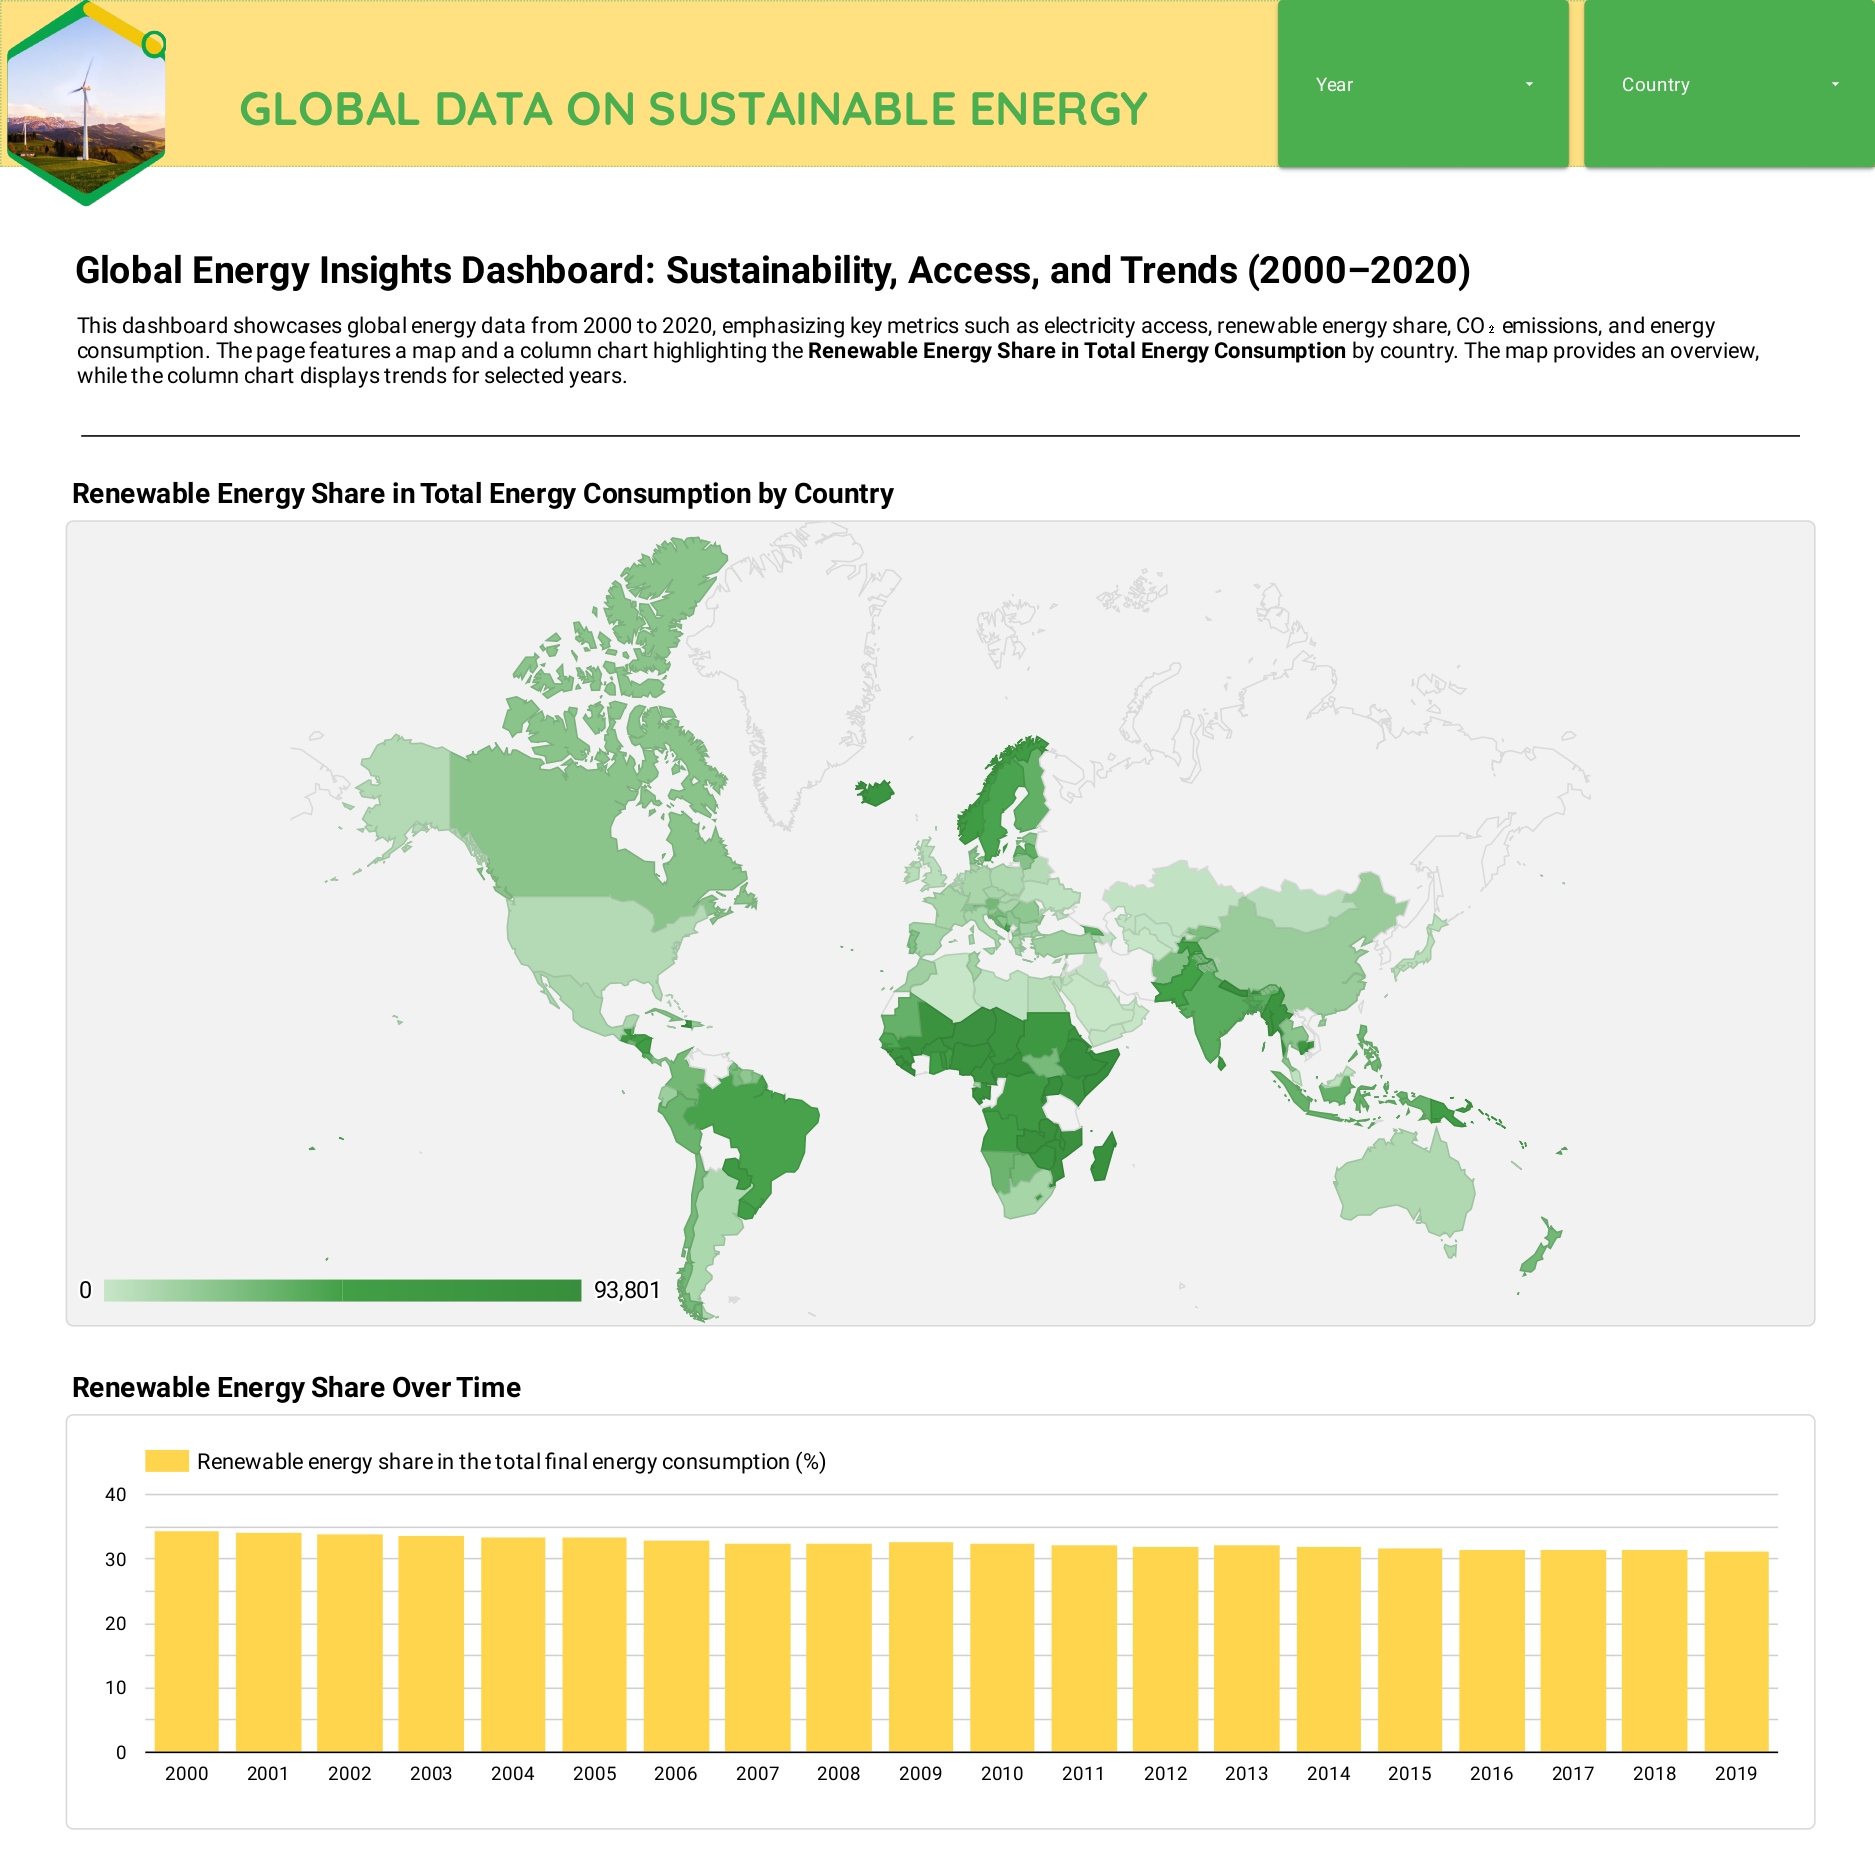 GLOBAL DATA ON SUSTAINABLE ENERGY
Year
Country
Global Energy Insights Dashboard: Sustainability, Access, and Trends (2000–2020)
This dashboard showcases global energy data from 2000 to 2020, emphasizing key metrics such as electricity access, renewable energy share, CO₂ emissions, and energy
consumption. The page features a map and a column chart highlighting the Renewable Energy Share in Total Energy Consumption by country. The map provides an overview,
while the column chart displays trends for selected years.
Renewable Energy Share in Total Energy Consumption by Country
0 93,801
Renewable Energy Share Over Time
Renewable energy share in the total final energy consumption (%)
40
30
20
10
0
2000 2001 2002 2003 2004 2005 2006 2007 2008 2009 2010 2011 2012 2013 2014 2015 2016 2017 2018 2019